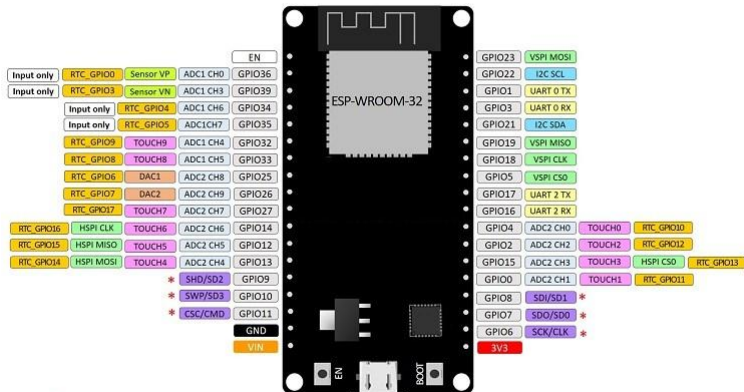 EN GPIO23 VSPI MOSI
Input only RTC_GPIO0 Sensor VP ADC1 CH0 GPIO36 GPIO22 I2C SCL
Input only RTC_GPIO3 Sensor VN ADC1 CH3 GPIO39 GPIO1 UART 0 TX
Input only RTC_GPIO4 ADC1 CH6 GPIO34 ESP-WROOM-32 GPIO3 UART 0 RX
Input only RTC_GPIO5 ADC1CH7 GPIO35 GPIO21 I2C SDA
RTC_GPIO9 TOUCH9 ADC1 CH4 GPIO32 GPIO19 VSPI MISO
RTC_GPIO8 TOUCH8 ADC1 CH5 GPIO33 GPIO18 VSPI CLK
RTC_GPIO6 DAC1 ADC2 CH8 GPIO25 GPIO5 VSPI CS0
RTC_GPIO7 DAC2 ADC2 CH9 GPIO26 GPIO17 UART 2 TX
RTC_GPIO17 TOUCH7 ADC2 CH7 GPIO27 GPIO16 UART 2 RX
RTC_GPIO16 HSPI CLK TOUCH6 ADC2 CH6 GPIO14 GPIO4 ADC2 CH0 TOUCH0 RTC_GPIO10
RTC_GPIO15 HSPI MISO TOUCH5 ADC2 CH5 GPIO12 GPIO2 ADC2 CH2 TOUCH2 RTC_GPIO12
RTC_GPIO14 HSPI MOSI TOUCH4 ADC2 CH4 GPIO13 GPIO15 ADC2 CH3 TOUCH3 HSPI CS0 RTC_GPIO13
* SHD/SD2 GPIO9 GPIO0 ADC2 CH1 TOUCH1 RTC_GPIO11
* SWP/SD3 GPIO10 GPIO8 SDI/SD1 *
* CSC/CMD GPIO11 GPIO7 SDO/SD0 *
GND GPIO6 SCK/CLK *
VIN 3V3
EN BOOT